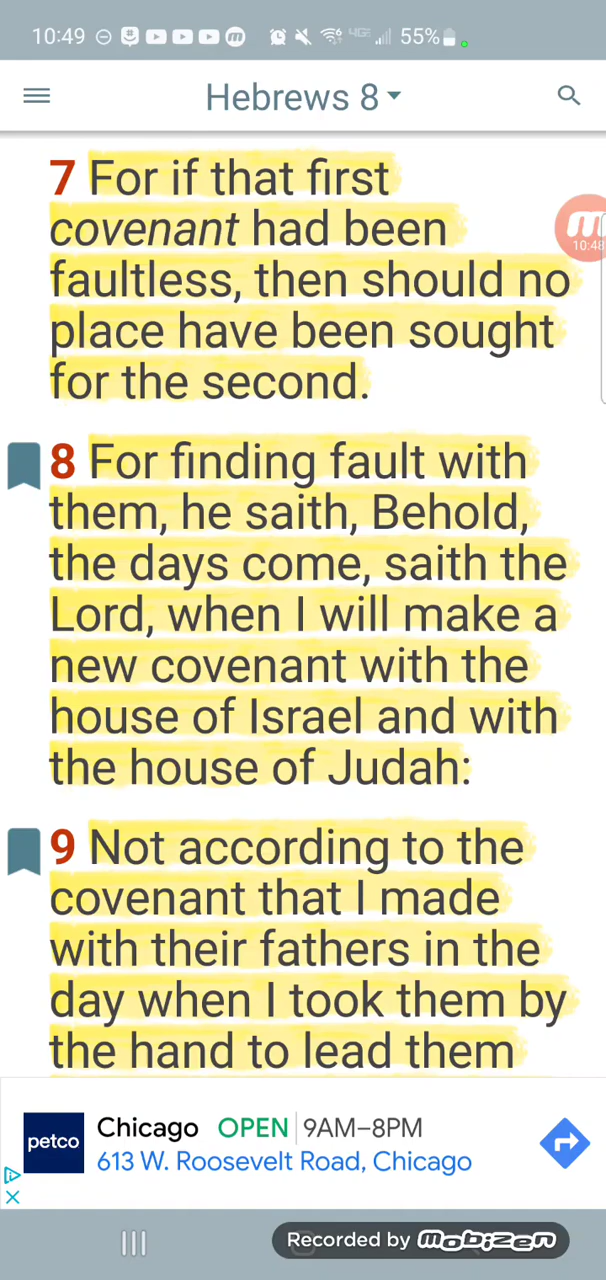 10:49 55%
Hebrews 8
7 For if that first
covenant had been
faultless, then should no
place have been sought
for the second.
10:48
8 For finding fault with
them, he saith, Behold,
the days come, saith the
Lord, when I will make a
new covenant with the
house of Israel and with
the house of Judah:
9 Not according to the
covenant that I made
with their fathers in the
day when I took them by
the hand to lead them
petco
Chicago OPEN 9AM–8PM
613 W. Roosevelt Road, Chicago
Recorded by mobizen